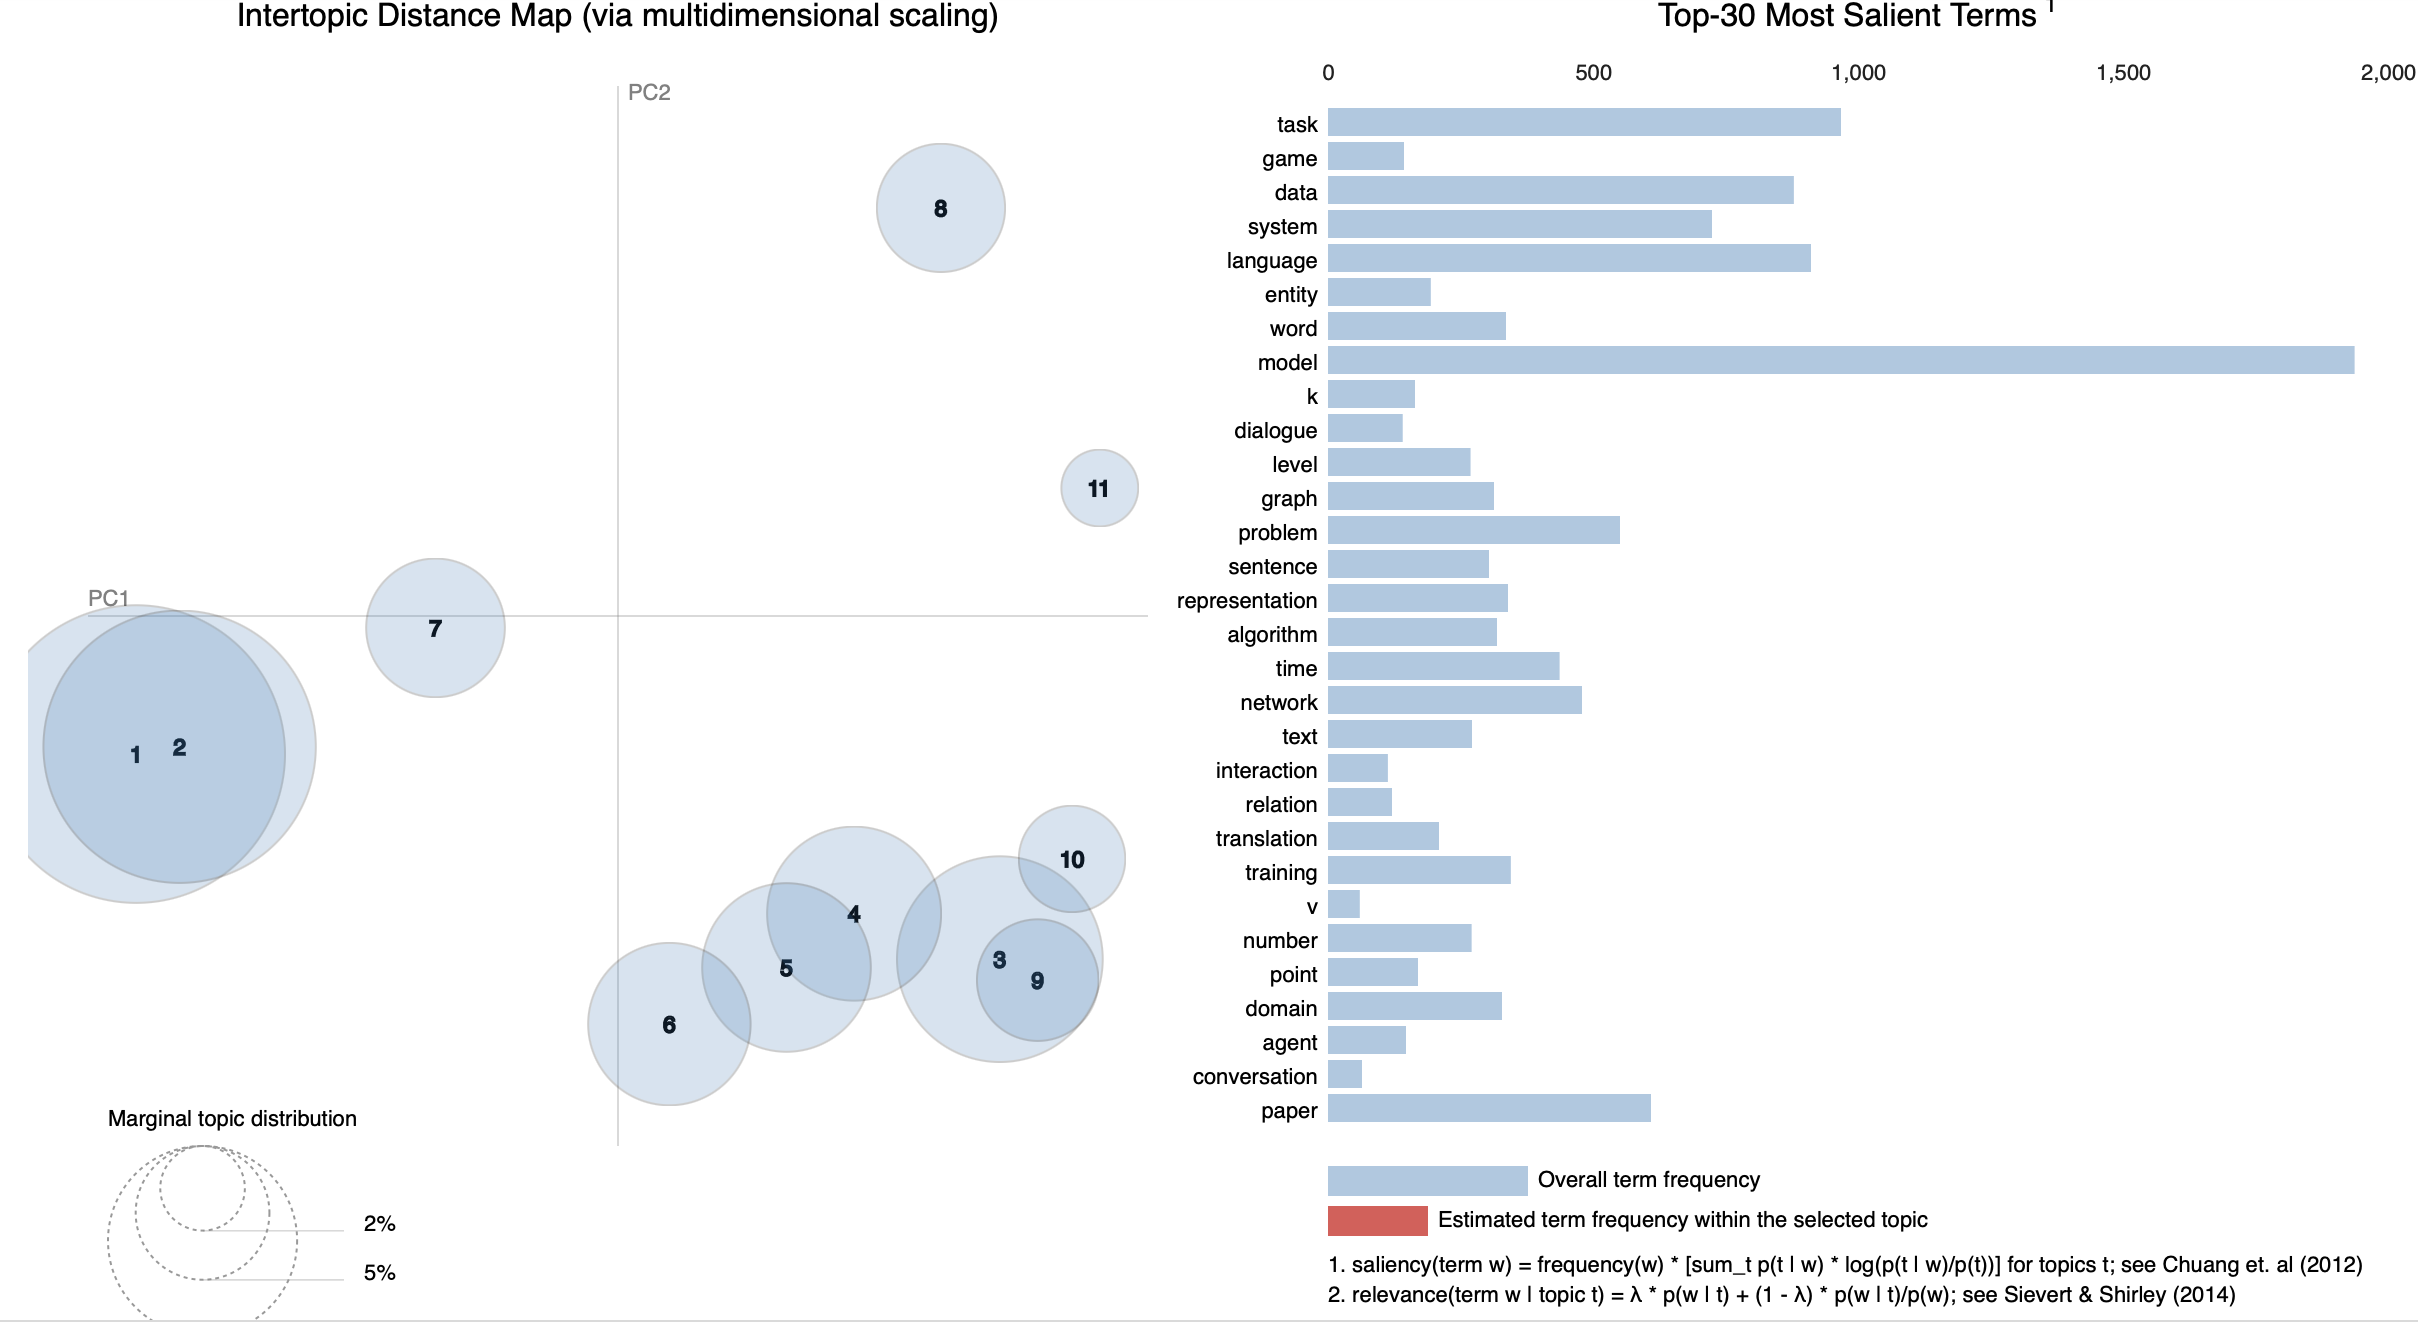 Intertopic Distance Map (via multidimensional scaling)
PC2
PC1
8
11
7
1
2
10
4
3
5
9
6
Marginal topic distribution
2%
5%
Top-30 Most Salient Terms 1
0 500 1,000 1,500 2,000
task
game
data
system
language
entity
word
model
k
dialogue
level
graph
problem
sentence
representation
algorithm
time
network
text
interaction
relation
translation
training
v
number
point
domain
agent
conversation
paper
Overall term frequency
Estimated term frequency within the selected topic
1. saliency(term w) = frequency(w) * [sum_t p(t | w) * log(p(t | w)/p(t))] for topics t; see Chuang et. al (2012)
2. relevance(term w | topic t) = λ * p(w | t) + (1 - λ) * p(w | t)/p(w); see Sievert & Shirley (2014)